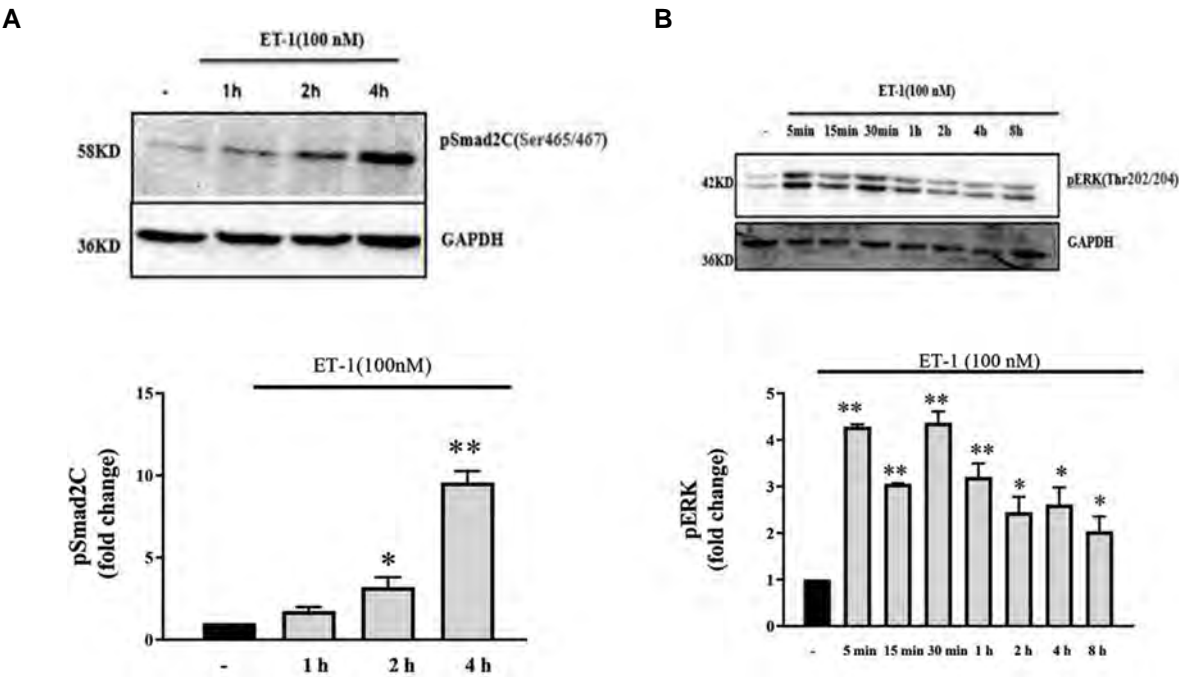 A
ET-1(100 nM)
- 1h 2h 4h
58KD
pSmad2C(Ser465/467)
36KD
GAPDH
ET-1(100nM)
pSmad2C
(fold change)
15
10
5
0
*
**
- 1 h 2 h 4 h
B
ET-1(100 nM)
- 5min 15min 30min 1h 2h 4h 8h
42KD
pERK(Thr202/204)
36KD
GAPDH
ET-1 (100 nM)
pERK
(fold change)
5
4
3
2
1
0
** ** ** ** * * *
- 5 min 15 min 30 min 1 h 2 h 4 h 8 h